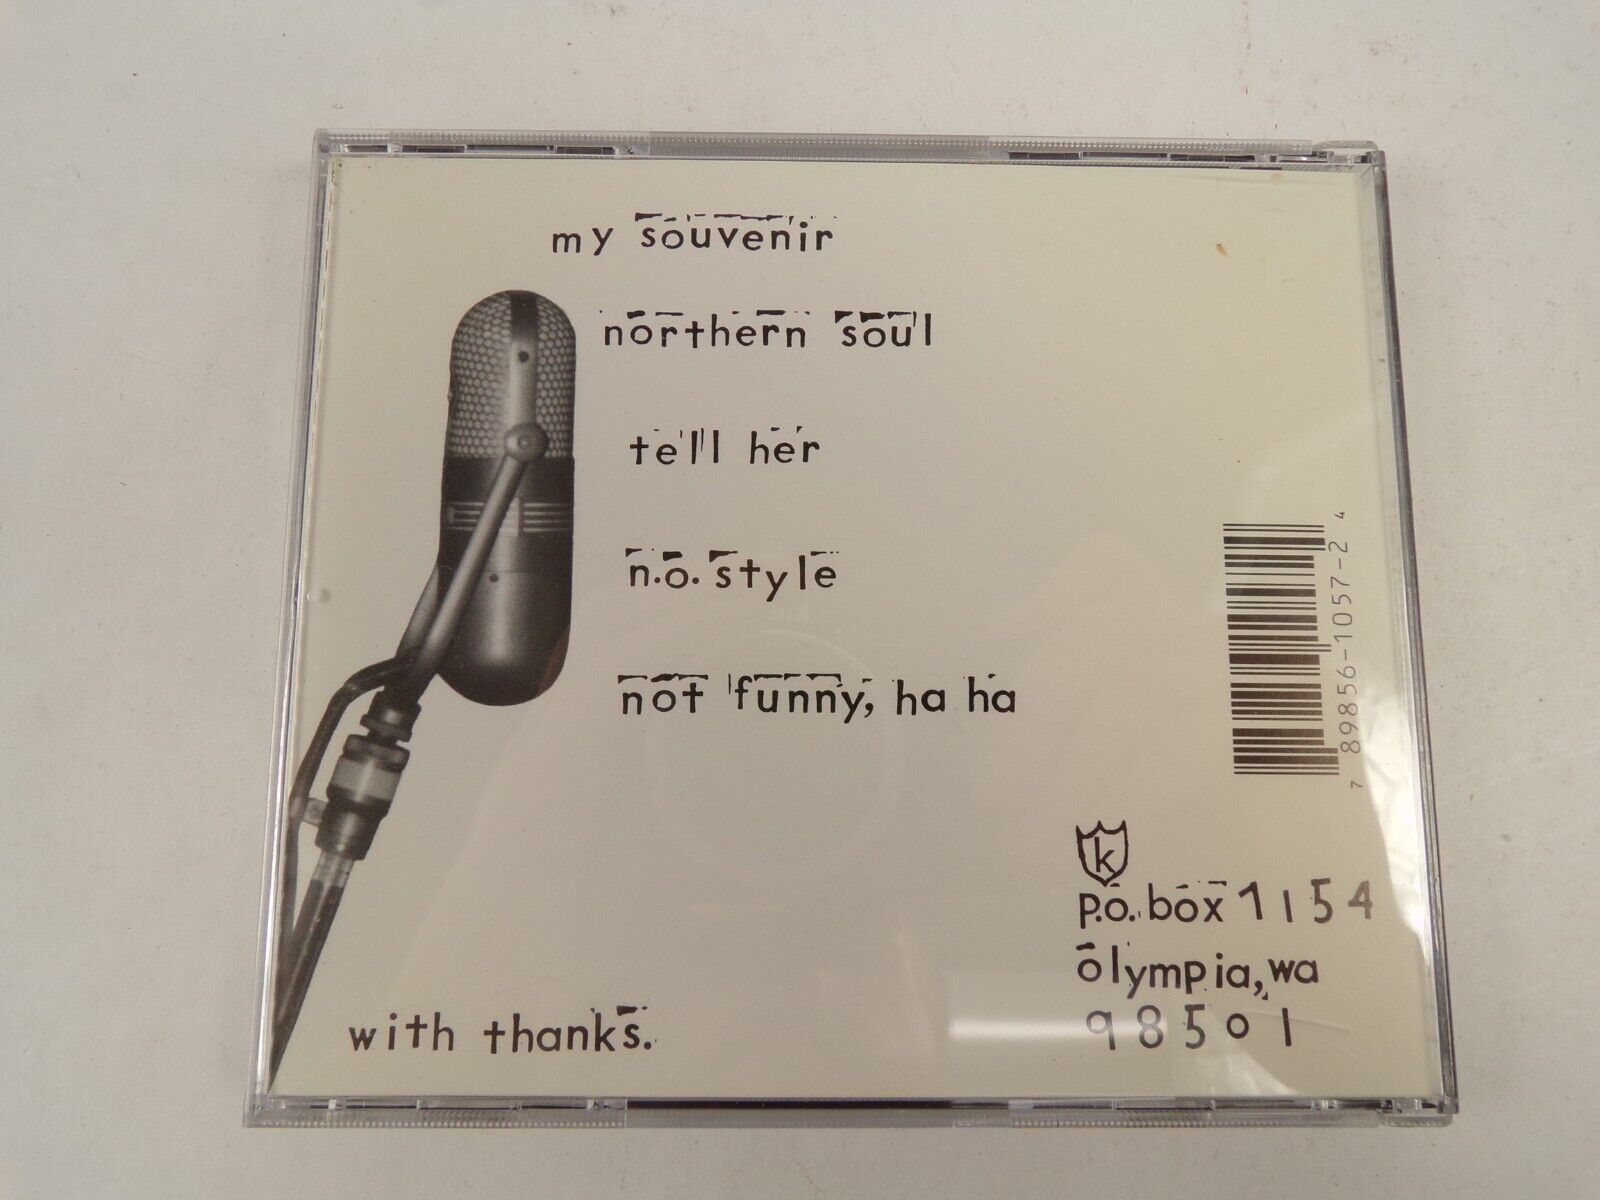 my souvenir
northern soul
tell her
n.o. style
not funny, ha ha
7 89856-1057-2 4
k
p.o. box 7154
olympia, wa
98501
with thanks.